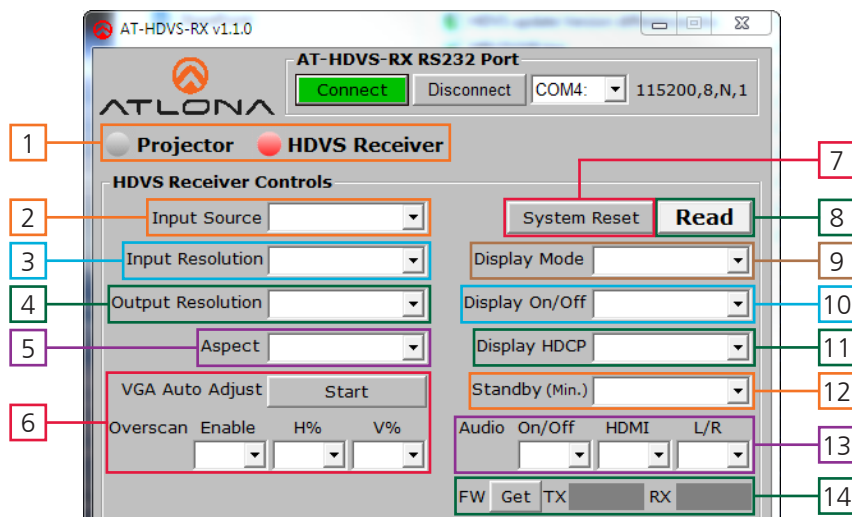 AT-HDVS-RX v1.1.0
ATLONA
AT-HDVS-RX RS232 Port
Connect Disconnect COM4: 115200,8,N,1
1 Projector HDVS Receiver
7
HDVS Receiver Controls
2 Input Source
System Reset Read 8
3 Input Resolution
Display Mode 9
4 Output Resolution
Display On/Off 10
5 Aspect
Display HDCP 11
6 VGA Auto Adjust Start
Standby (Min.) 12
Overscan Enable H% V%
Audio On/Off HDMI L/R 13
FW Get TX RX 14